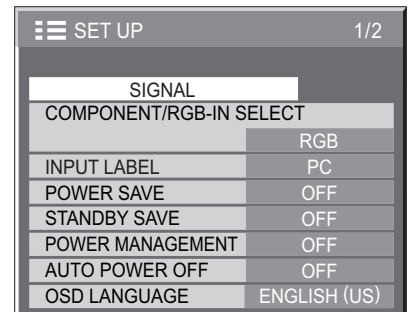 SET UP 1/2
SIGNAL
COMPONENT/RGB-IN SELECT
RGB
INPUT LABEL PC
POWER SAVE OFF
STANDBY SAVE OFF
POWER MANAGEMENT OFF
AUTO POWER OFF OFF
OSD LANGUAGE ENGLISH (US)